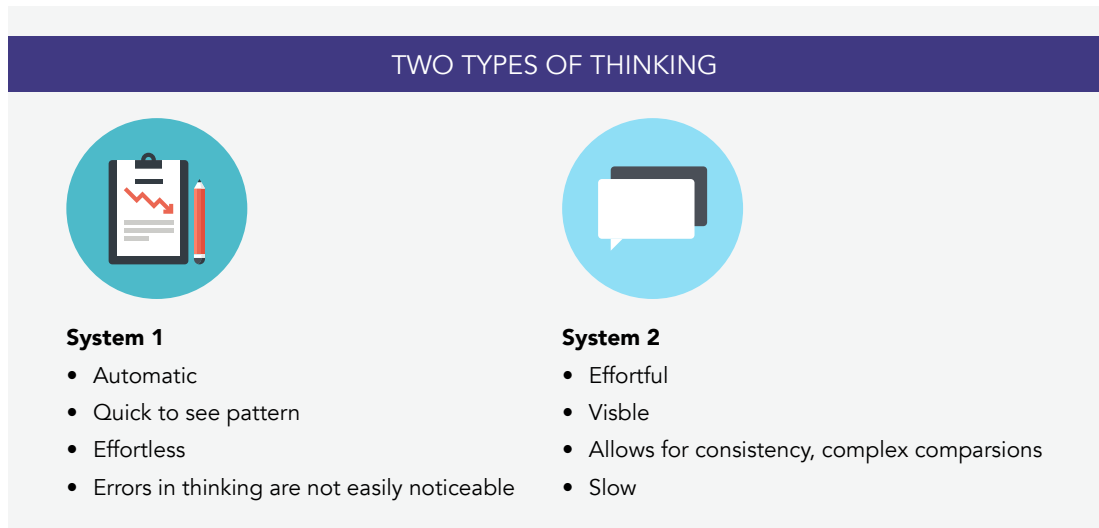 TWO TYPES OF THINKING
System 1
• Automatic
• Quick to see pattern
• Effortless
• Errors in thinking are not easily noticeable
System 2
• Effortful
• Visble
• Allows for consistency, complex comparsions
• Slow